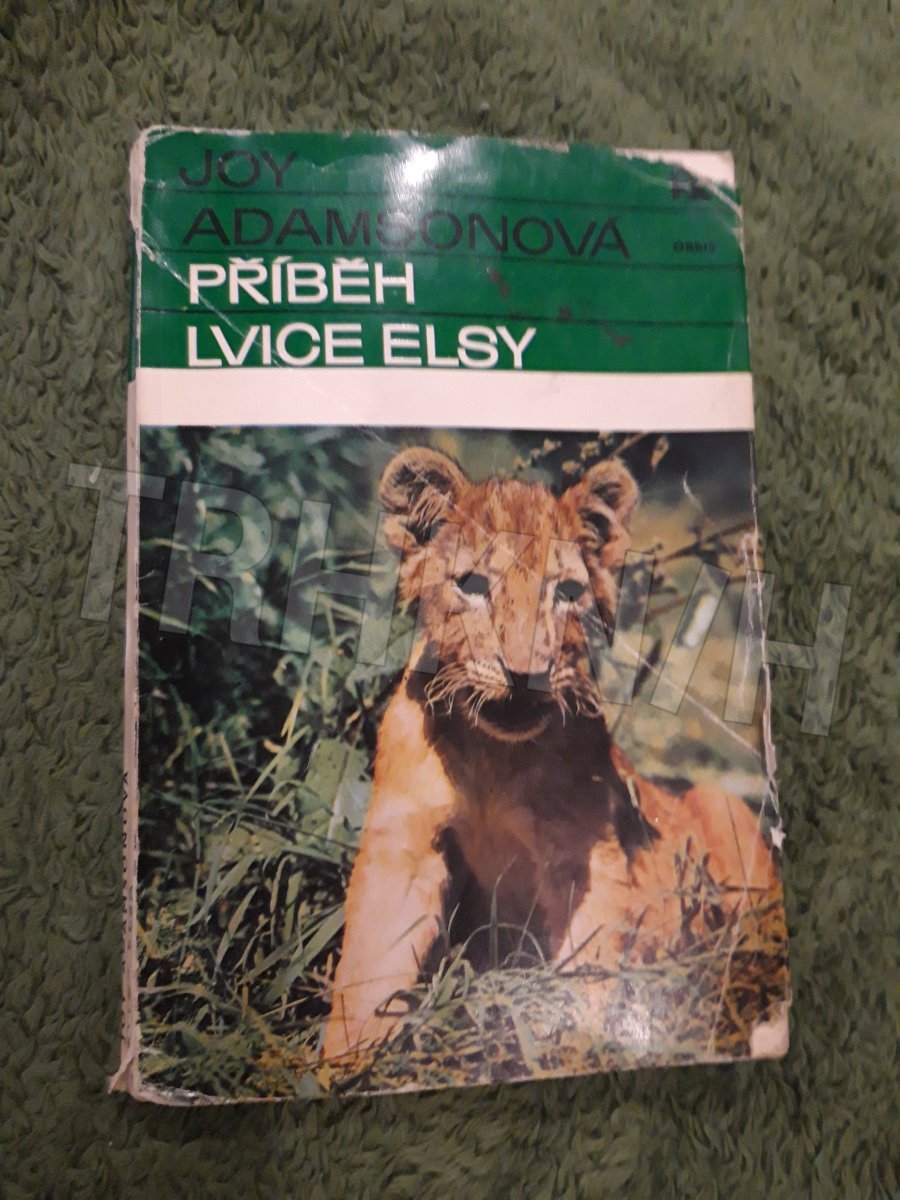 JOY
ADAMSONOVÁ
ORBIS
PŘÍBĚH
LVICE ELSY
TRH KNIH